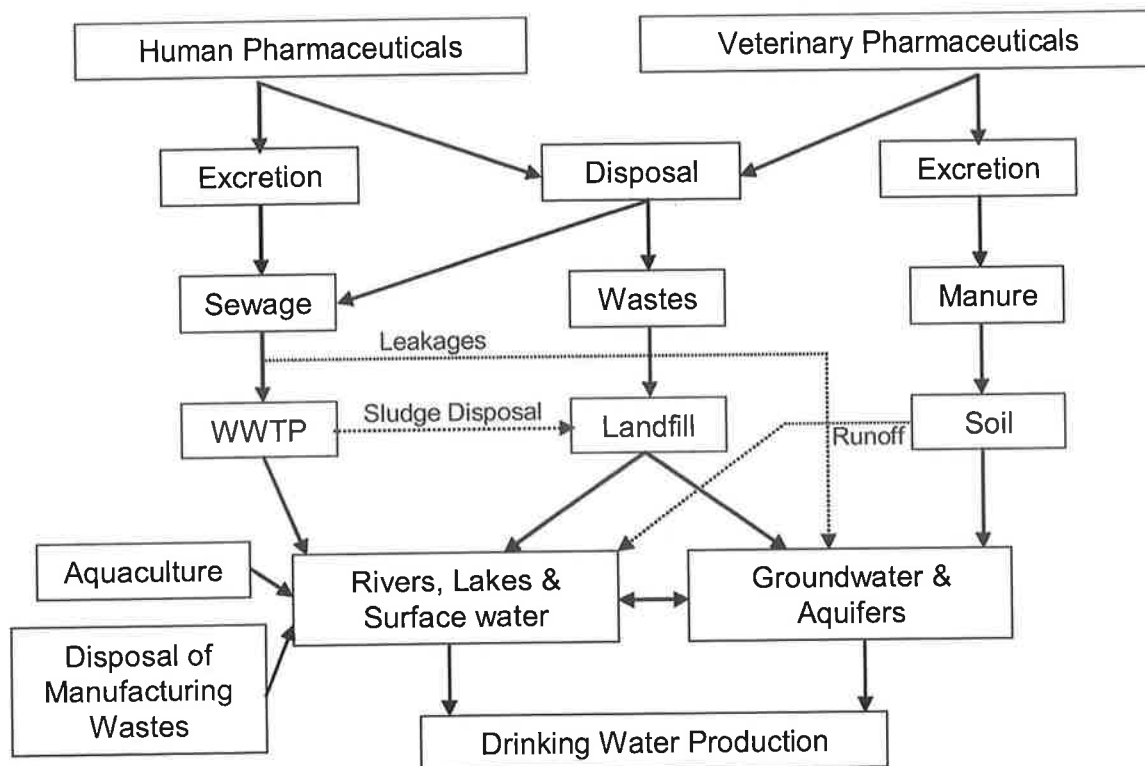 Human Pharmaceuticals
Veterinary Pharmaceuticals
Excretion
Disposal
Excretion
Sewage
Wastes
Manure
Leakages
WWTP
Sludge Disposal
Landfill
Runoff
Soil
Aquaculture
Rivers, Lakes &
Surface water
Groundwater &
Aquifers
Disposal of
Manufacturing
Wastes
Drinking Water Production